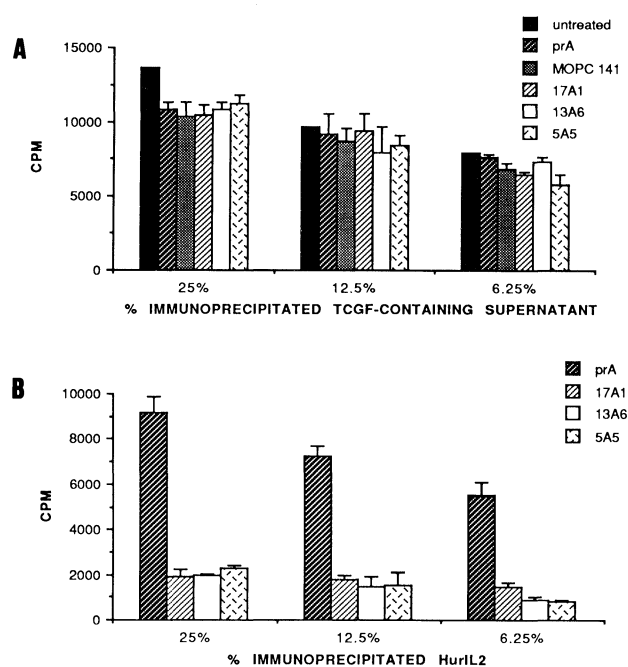 A
untreated
prA
MOPC 141
17A1
13A6
5A5
CPM
15000
10000
5000
0
25% 12.5% 6.25%
% IMMUNOPRECIPITATED TCGF-CONTAINING SUPERNATANT
B
prA
17A1
13A6
5A5
CPM
10000
8000
6000
4000
2000
0
25% 12.5% 6.25%
% IMMUNOPRECIPITATED HurIL2